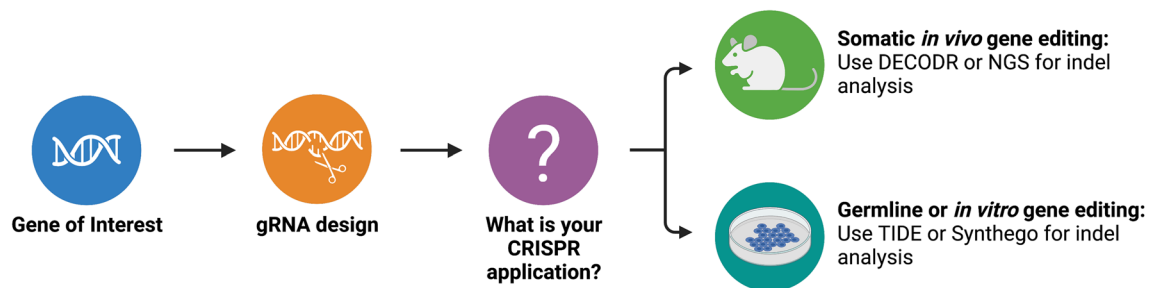 Gene of Interest
gRNA design
?
What is your
CRISPR
application?
Somatic in vivo gene editing:
Use DECODR or NGS for indel
analysis
Germline or in vitro gene editing:
Use TIDE or Synthego for indel
analysis